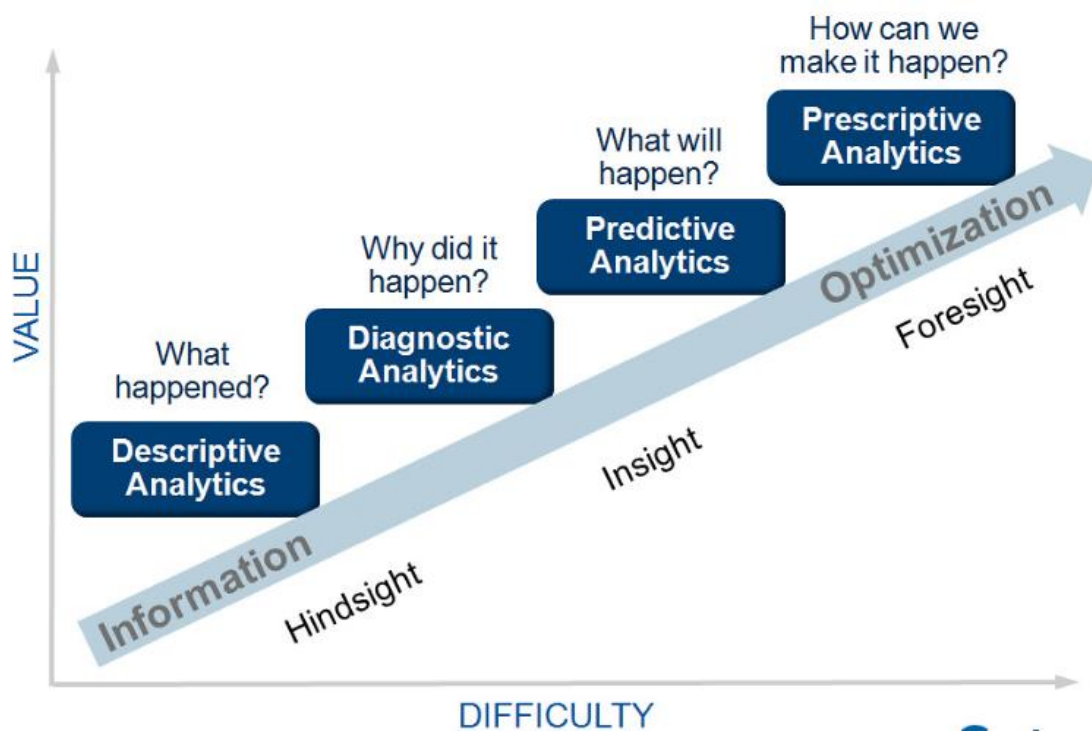 How can we
make it happen?
Prescriptive
Analytics
What will
happen?
Predictive
Analytics
Why did it
happen?
Diagnostic
Analytics
What
happened?
Descriptive
Analytics
Information
Optimization
Hindsight
Insight
Foresight
VALUE
DIFFICULTY